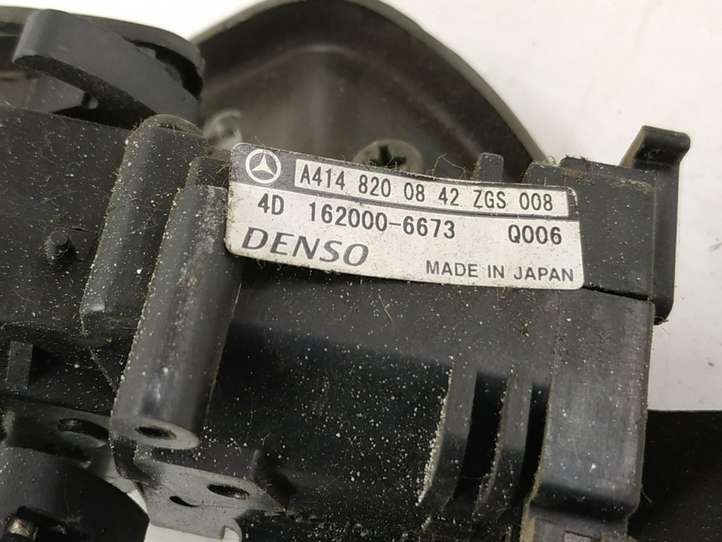 A414 820 08 42 ZGS 008
4D 162000-6673 Q006
DENSO
MADE IN JAPAN